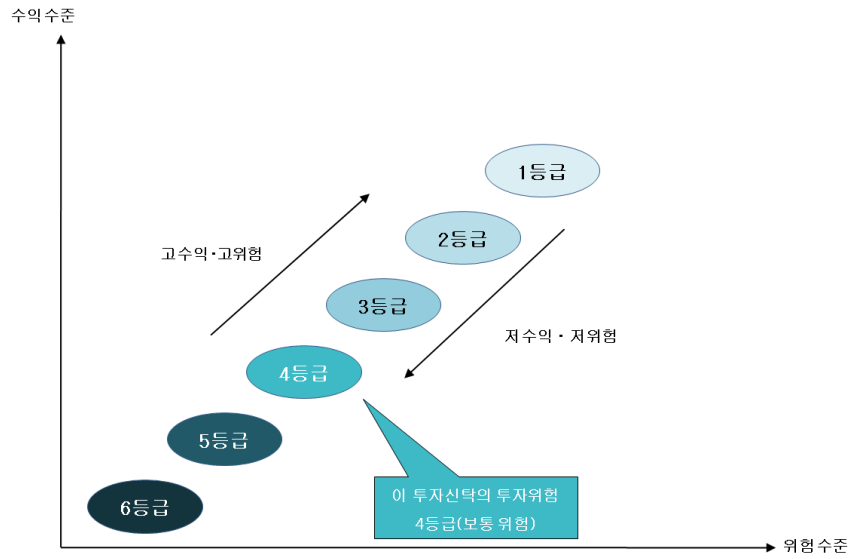 수익수준
1등급
2등급
고수익·고위험
3등급
저수익·저위험
4등급
5등급
이 투자신탁의 투자위험
4등급(보통 위험)
6등급
위험수준